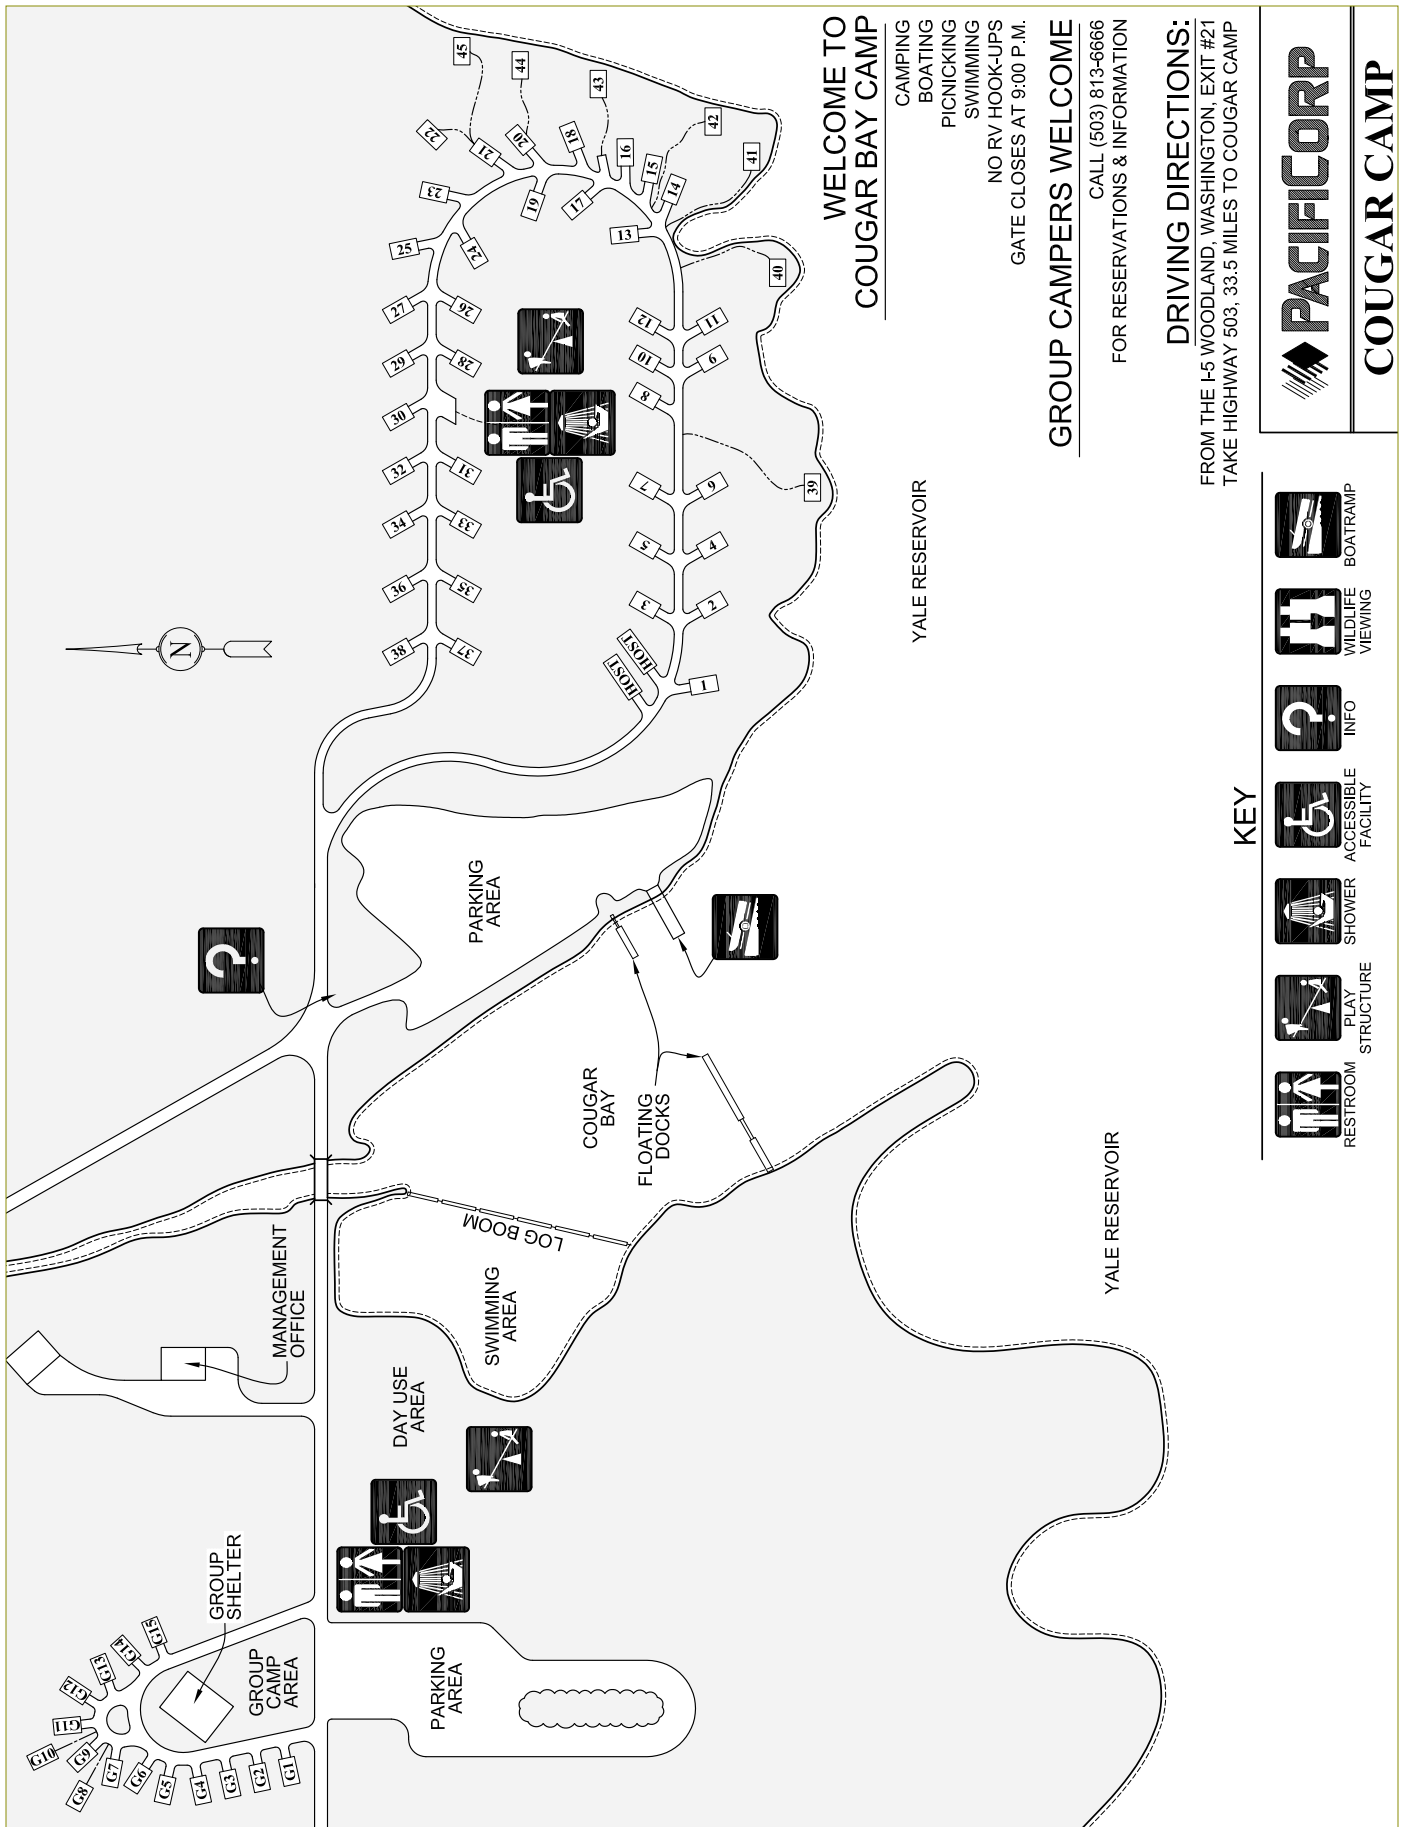 WELCOME TO
COUGAR BAY CAMP
CAMPING
BOATING
PICNICKING
SWIMMING
NO RV HOOK-UPS
GATE CLOSES AT 9:00 P.M.
GROUP CAMPERS WELCOME
CALL (503) 813-6666
FOR RESERVATIONS & INFORMATION
DRIVING DIRECTIONS:
FROM THE I-5 WOODLAND, WASHINGTON, EXIT #21
TAKE HIGHWAY 503, 33.5 MILES TO COUGAR CAMP
PACIFICORP
COUGAR CAMP
KEY
RESTROOM
PLAY
STRUCTURE
SHOWER
ACCESSIBLE
FACILITY
INFO
WILDLIFE
VIEWING
BOATRAMP
N
YALE RESERVOIR
YALE RESERVOIR
PARKING
AREA
COUGAR
BAY
FLOATING
DOCKS
LOG BOOM
SWIMMING
AREA
MANAGEMENT
OFFICE
DAY USE
AREA
GROUP
SHELTER
GROUP
CAMP
AREA
PARKING
AREA
G1
G2
G3
G4
G5
G6
G7
G8
G9
G10
G11
G12
G13
G14
G15
HOST
HOST
1
2
3
4
5
6
7
8
9
10
11
12
13
14
15
16
17
18
19
20
21
22
23
24
25
26
27
28
29
30
31
32
33
34
35
36
37
38
39
40
41
42
43
44
45